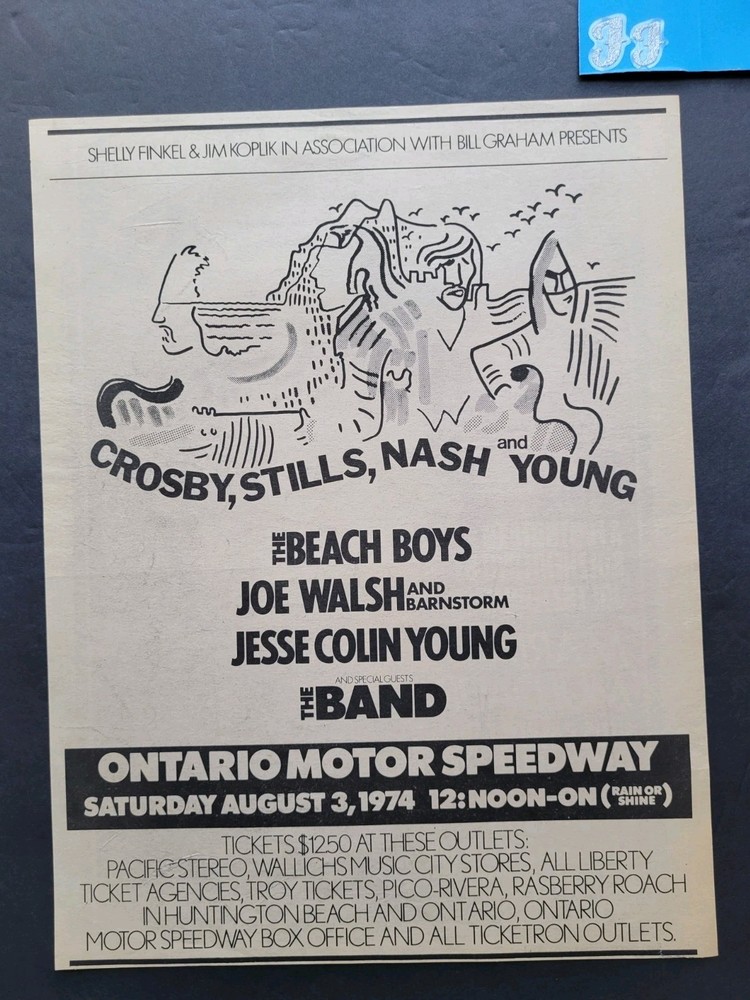 JJ
SHELLY FINKEL & JIM KOPLIK IN ASSOCIATION WITH BILL GRAHAM PRESENTS
CROSBY, STILLS, NASH and YOUNG
THE BEACH BOYS
JOE WALSH AND BARNSTORM
JESSE COLIN YOUNG
AND SPECIAL GUESTS
THE BAND
ONTARIO MOTOR SPEEDWAY
SATURDAY AUGUST 3, 1974 12:NOON-ON (RAIN OR SHINE)
TICKETS $12.50 AT THESE OUTLETS:
PACIFIC STEREO, WALLICHS MUSIC CITY STORES, ALL LIBERTY
TICKET AGENCIES, TROY TICKETS, PICO-RIVERA, RASBERRY ROACH
IN HUNTINGTON BEACH AND ONTARIO, ONTARIO
MOTOR SPEEDWAY BOX OFFICE AND ALL TICKETRON OUTLETS.